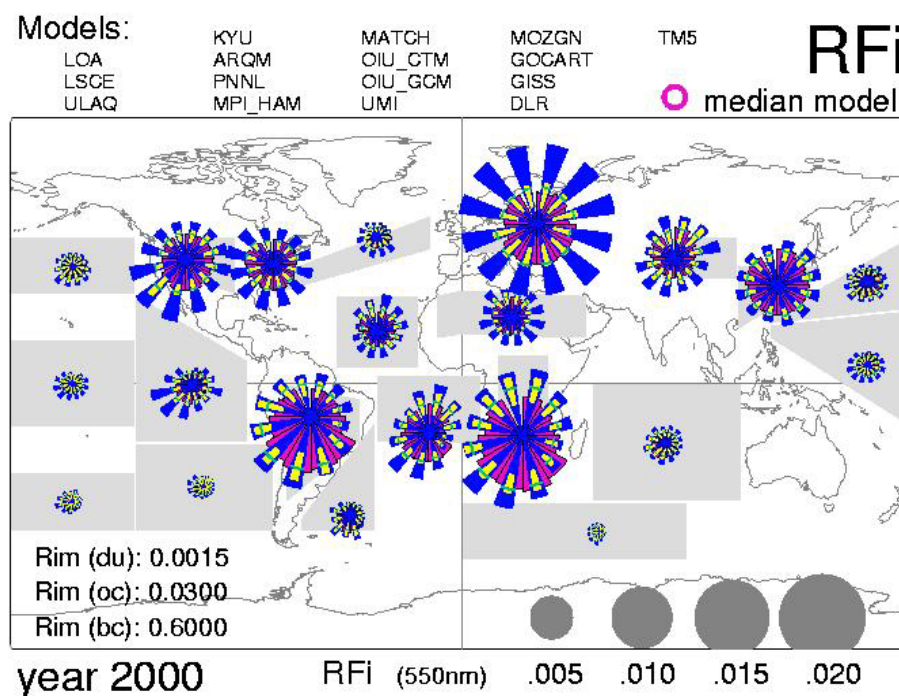 Models:
KYU MATCH MOZGN TM5
LOA ARQM OIU_CTM GOCART
LSCE PNNL OIU_GCM GISS
ULAQ MPI_HAM UMI DLR
RFi
median model
Rim (du): 0.0015
Rim (oc): 0.0300
Rim (bc): 0.6000
year 2000 RFi (550nm) .005 .010 .015 .020